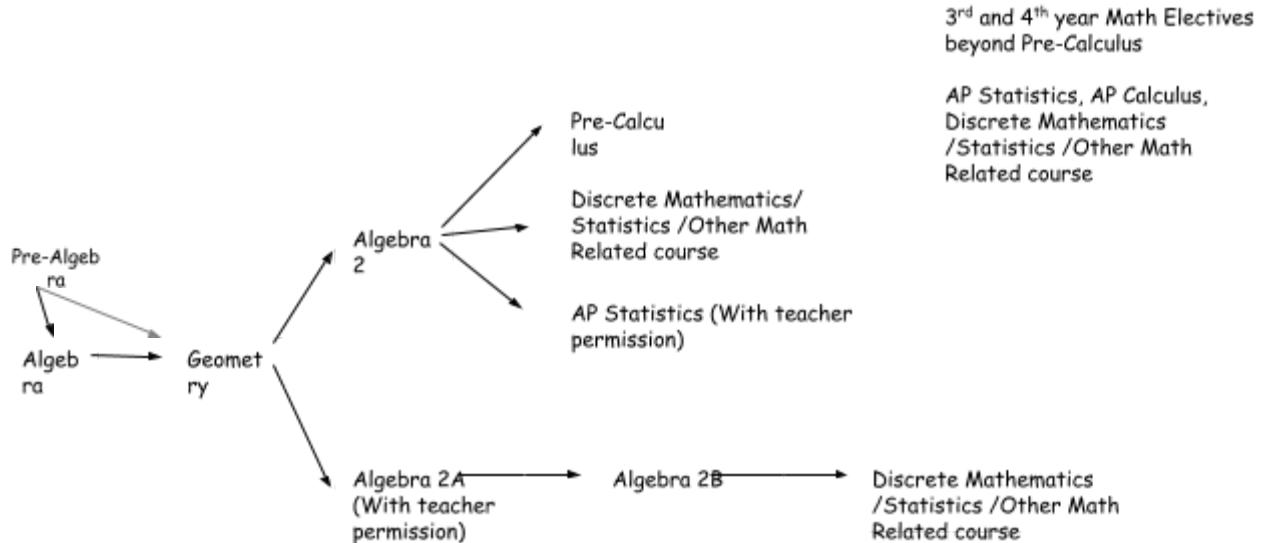 3rd and 4th year Math Electives
beyond Pre-Calculus
AP Statistics, AP Calculus,
Discrete Mathematics
/Statistics /Other Math
Related course
Pre-Calcu
lus
Discrete Mathematics/
Statistics /Other Math
Related course
AP Statistics (With teacher
permission)
Algebra
2
Pre-Algeb
ra
Algeb
ra
Geomet
ry
Algebra 2A
(With teacher
permission)
Algebra 2B
Discrete Mathematics
/Statistics /Other Math
Related course